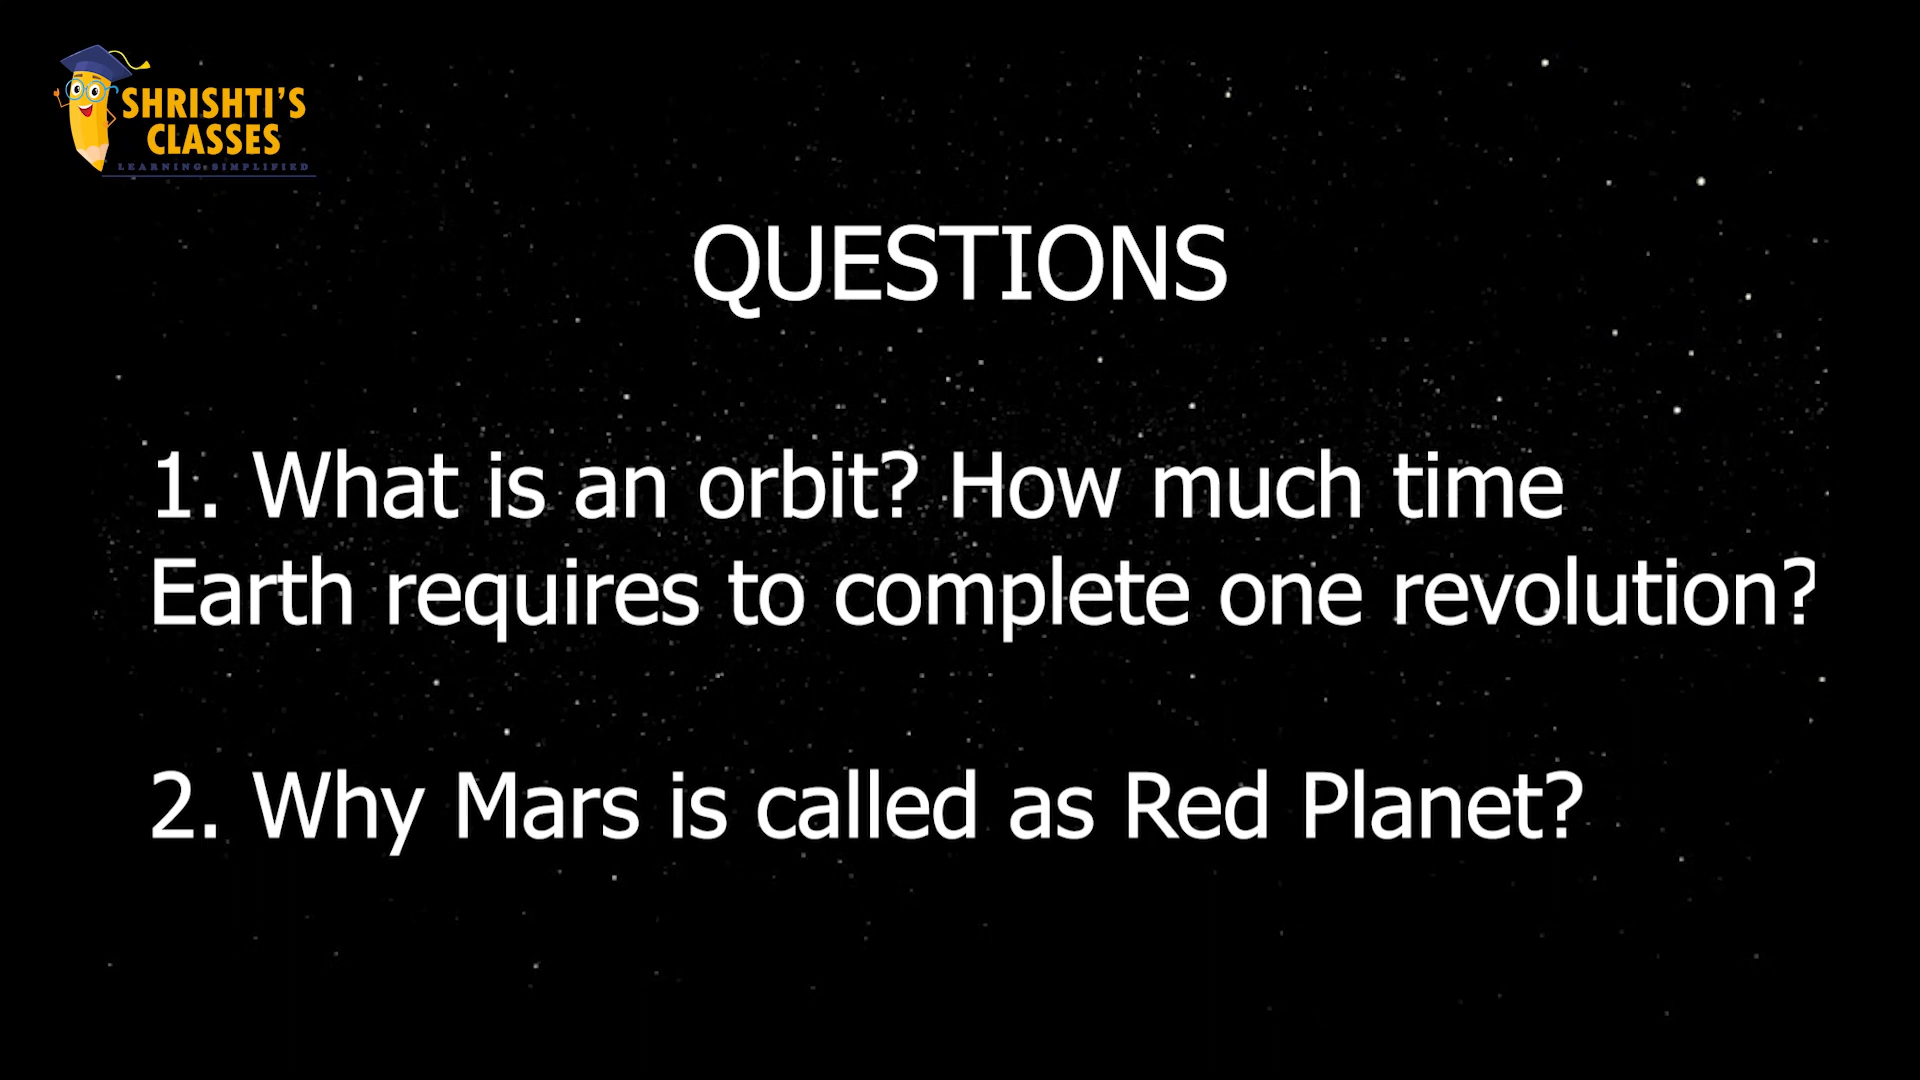 SHRISHTI'S
CLASSES
LEARNING SIMPLIFIED
QUESTIONS
1. What is an orbit? How much time
Earth requires to complete one revolution?
2. Why Mars is called as Red Planet?